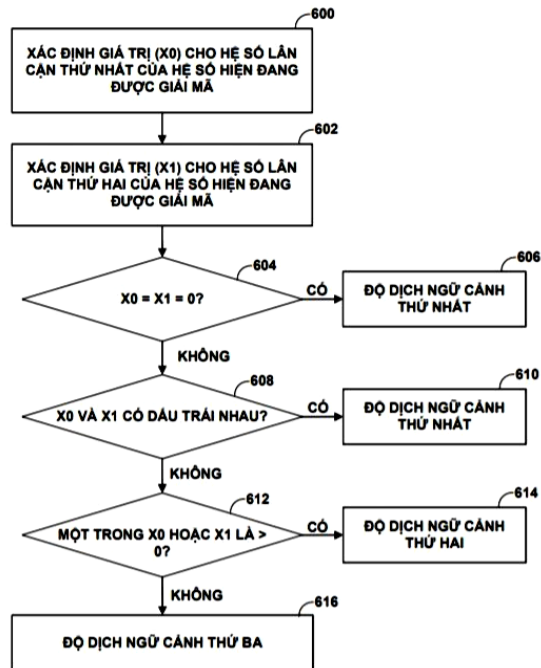 600
XÁC ĐỊNH GIÁ TRỊ (X0) CHO HỆ SỐ LÂN
CẬN THỨ NHẤT CỦA HỆ SỐ HIỆN ĐANG
ĐƯỢC GIẢI MÃ
602
XÁC ĐỊNH GIÁ TRỊ (X1) CHO HỆ SỐ LÂN
CẬN THỨ HAI CỦA HỆ SỐ HIỆN ĐANG
ĐƯỢC GIẢI MÃ
604
X0 = X1 = 0?
CÓ
606
ĐỘ DỊCH NGỮ CẢNH
THỨ NHẤT
KHÔNG
608
X0 VÀ X1 CÓ DẤU TRÁI NHAU?
CÓ
610
ĐỘ DỊCH NGỮ CẢNH
THỨ NHẤT
KHÔNG
612
MỘT TRONG X0 HOẶC X1 LÀ >
0?
CÓ
614
ĐỘ DỊCH NGỮ CẢNH
THỨ HAI
KHÔNG
616
ĐỘ DỊCH NGỮ CẢNH THỨ BA